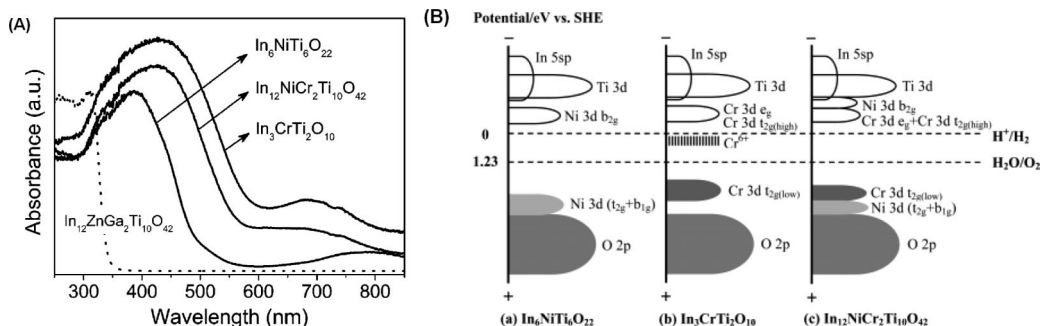 (A)
Absorbance (a.u.)
In₆NiTi₆O₂₂
In₁₂NiCr₂Ti₁₀O₄₂
In₃CrTi₂O₁₀
In₁₂ZnGa₂Ti₁₀O₄₂
300 400 500 600 700 800
Wavelength (nm)
(B)
Potential/eV vs. SHE
− − −
In 5sp
Ti 3d
Ni 3d b₂g
0
1.23
Ni 3d (t₂g+b₁g)
O 2p
+
(a) In₆NiTi₆O₂₂
In 5sp
Ti 3d
Cr 3d eg
Cr 3d t₂g(high)
Cr⁶⁺
Cr 3d t₂g(low)
O 2p
+
(b) In₃CrTi₂O₁₀
In 5sp
Ti 3d
Ni 3d b₂g
Cr 3d eg+Cr 3d t₂g(high)
H⁺/H₂
H₂O/O₂
Cr 3d t₂g(low)
Ni 3d (t₂g+b₁g)
O 2p
+
(c) In₁₂NiCr₂Ti₁₀O₄₂